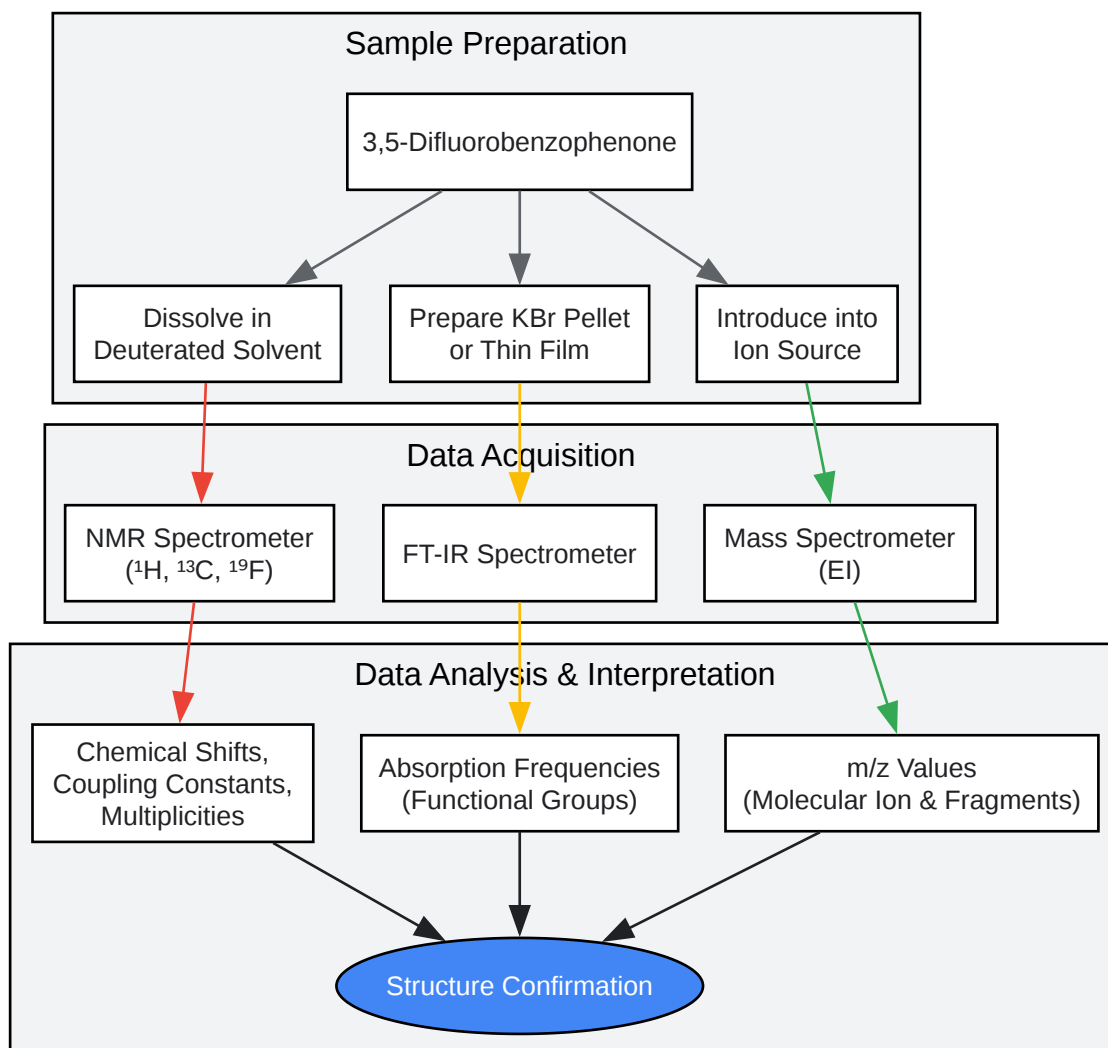 Sample Preparation
3,5-Difluorobenzophenone
Dissolve in
Deuterated Solvent
Prepare KBr Pellet
or Thin Film
Introduce into
Ion Source
Data Acquisition
NMR Spectrometer
(¹H, ¹³C, ¹⁹F)
FT-IR Spectrometer
Mass Spectrometer
(EI)
Data Analysis & Interpretation
Chemical Shifts,
Coupling Constants,
Multiplicities
Absorption Frequencies
(Functional Groups)
m/z Values
(Molecular Ion & Fragments)
Structure Confirmation